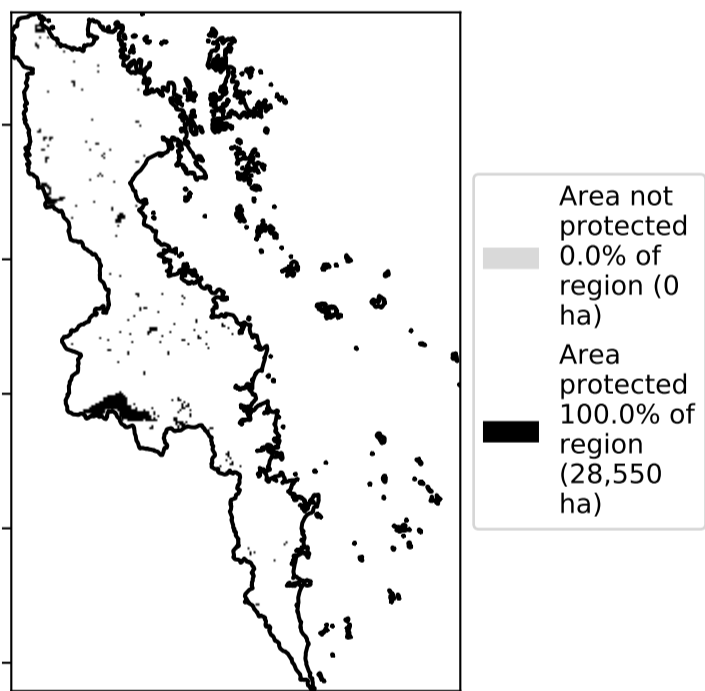 Area not
protected
0.0% of
region (0
ha)
Area
protected
100.0% of
region
(28,550
ha)